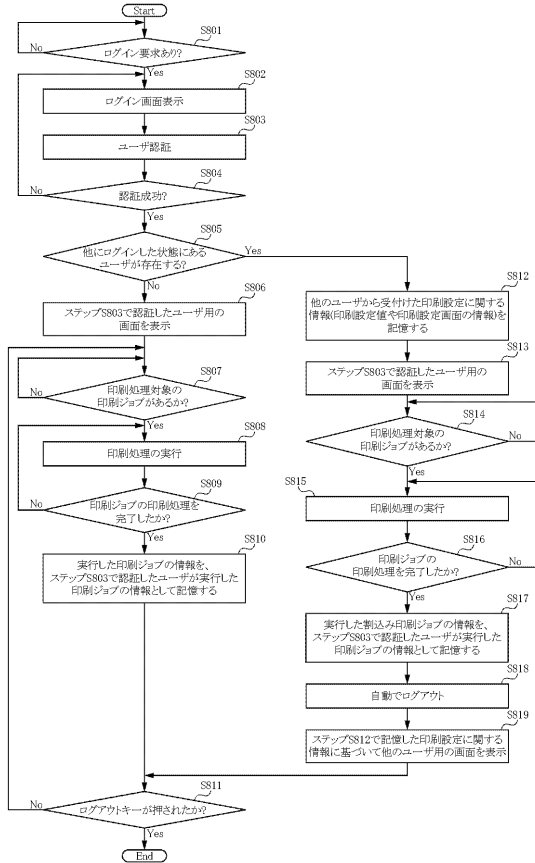 Start
S801
ログイン要求あり?
No
Yes
S802
ログイン画面表示
S803
ユーザ認証
S804
認証成功?
No
Yes
S805
他にログインした状態にある
ユーザが存在する?
Yes
No
S806
ステップS803で認証したユーザ用の
画面を表示
S807
印刷処理対象の
印刷ジョブがあるか?
No
Yes
S808
印刷処理の実行
S809
印刷ジョブの印刷処理を
完了したか?
No
Yes
S810
実行した印刷ジョブの情報を、
ステップS803で認証したユーザが実行した
印刷ジョブの情報として記憶する
S812
他のユーザから受付けた印刷設定に関する
情報(印刷設定値や印刷設定画面の情報)を
記憶する
S813
ステップS803で認証したユーザ用の
画面を表示
S814
印刷処理対象の
印刷ジョブがあるか?
No
Yes
S815
印刷処理の実行
S816
印刷ジョブの
印刷処理を完了したか?
No
Yes
S817
実行した割込み印刷ジョブの情報を、
ステップS803で認証したユーザが実行した
印刷ジョブの情報として記憶する
S818
自動でログアウト
S819
ステップS812で記憶した印刷設定に関する
情報に基づいて他のユーザ用の画面を表示
S811
ログアウトキーが押されたか?
No
Yes
End